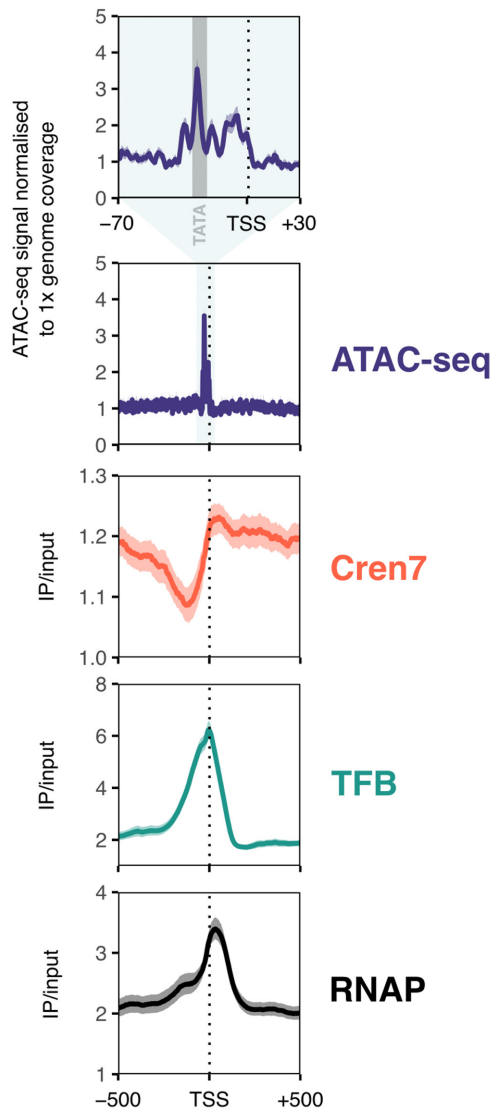 ATAC-seq signal normalised
to 1x genome coverage
5
4
3
2
1
0
−70
TATA
TSS
+30
5
4
3
2
1
0
ATAC-seq
IP/input
1.3
1.2
1.1
1.0
Cren7
IP/input
8
6
4
2
TFB
IP/input
4
3
2
1
RNAP
−500
TSS
+500